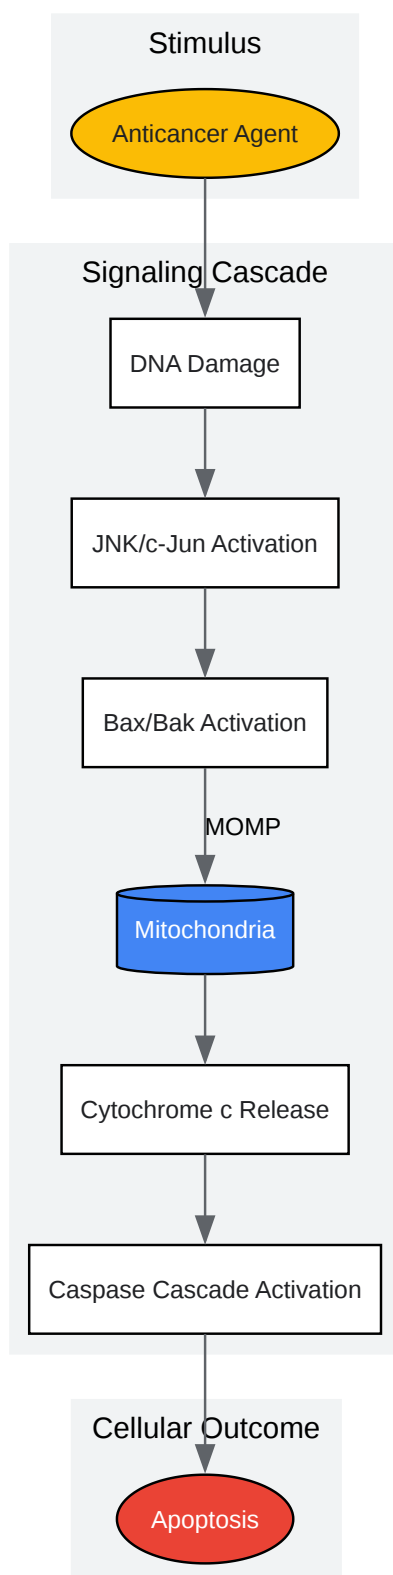 Stimulus
Anticancer Agent
Signaling Cascade
DNA Damage
JNK/c-Jun Activation
Bax/Bak Activation
MOMP
Mitochondria
Cytochrome c Release
Caspase Cascade Activation
Cellular Outcome
Apoptosis